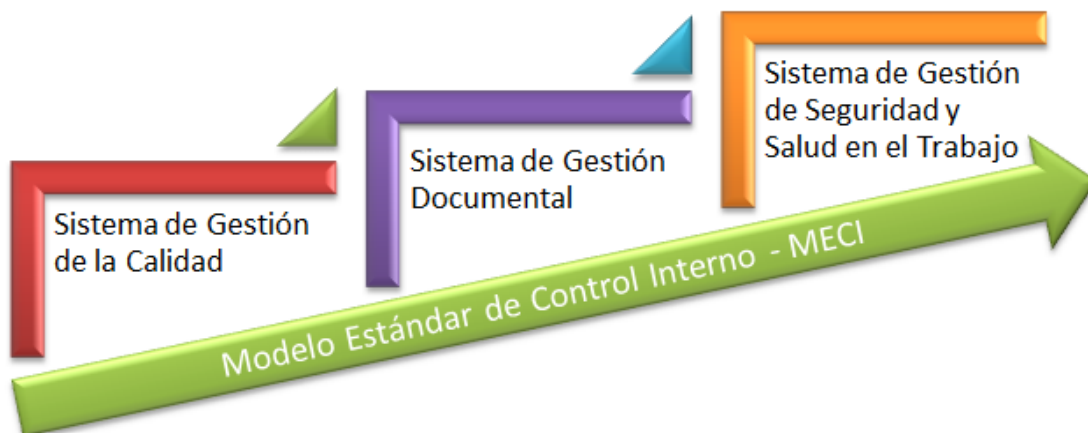 Sistema de Gestión
de la Calidad
Sistema de Gestión
Documental
Sistema de Gestión
de Seguridad y
Salud en el Trabajo
Modelo Estándar de Control Interno - MECI